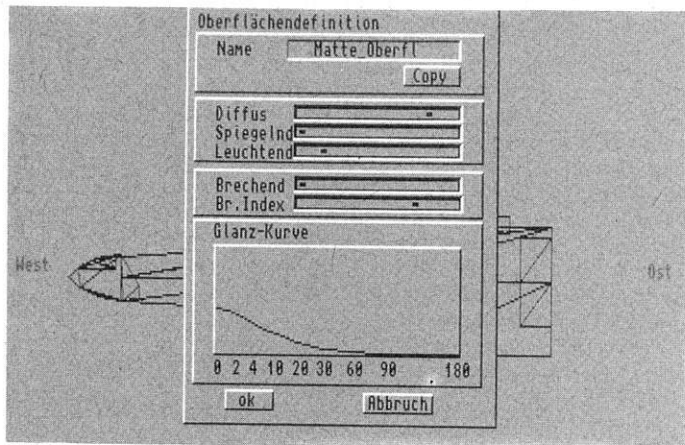 Oberflächendefinition
Name Matte_Oberfl
Copy
Diffus
Spiegelnd
Leuchtend
Brechend
Br.Index
Glanz-Kurve
West
Ost
0 2 4 10 20 30 60 90 180
ok Abbruch